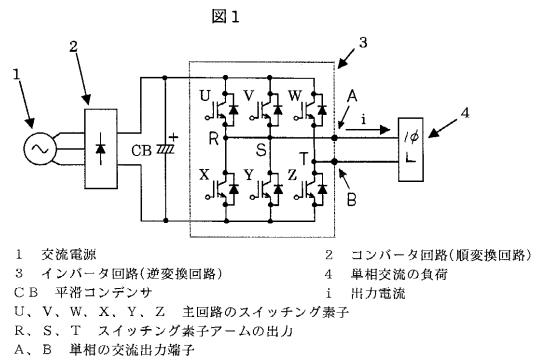 図1
1
2
3
4
U V W
A
i
1φ
CB
+
R
S
T
X Y Z
B
1 交流電源
2 コンバータ回路(順変換回路)
3 インバータ回路(逆変換回路)
4 単相交流の負荷
CB 平滑コンデンサ
i 出力電流
U、V、W、X、Y、Z 主回路のスイッチング素子
R、S、T スイッチング素子アームの出力
A、B 単相の交流出力端子